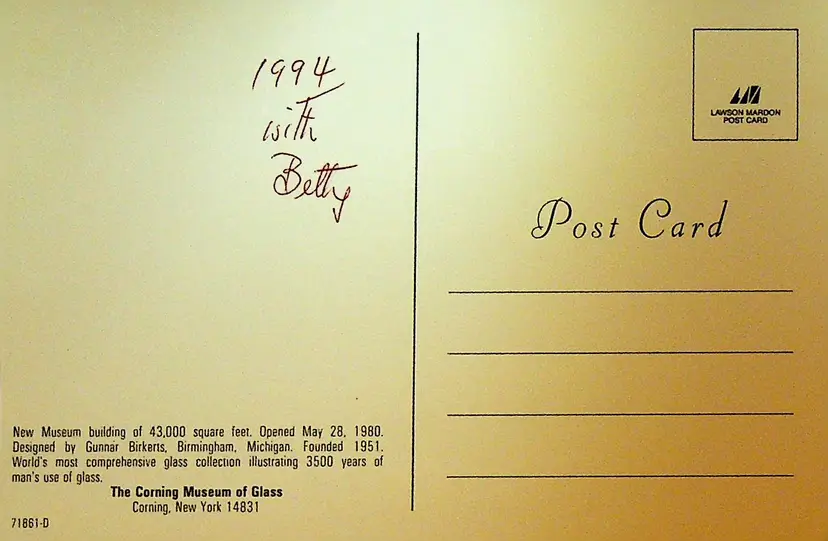 1994
with
Betty
New Museum building of 43,000 square feet. Opened May 28, 1980.
Designed by Gunnar Birkerts, Birmingham, Michigan. Founded 1951.
World's most comprehensive glass collection illustrating 3500 years of
man's use of glass.
The Corning Museum of Glass
Corning, New York 14831
71861-D
LAWSON MARDON
POST CARD
Post Card